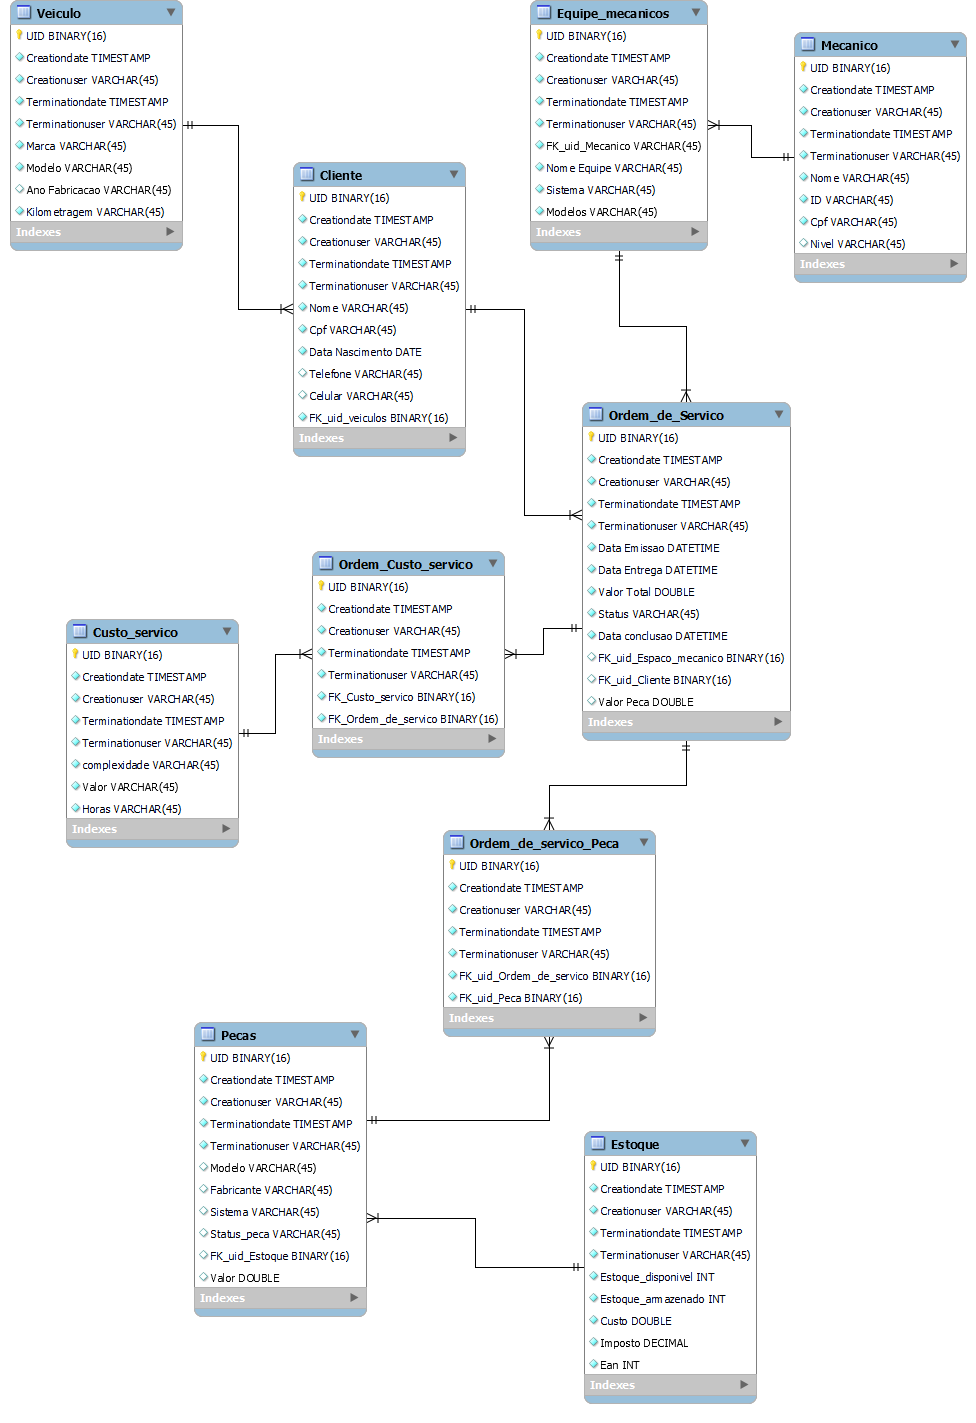 Veiculo
UID BINARY(16)
Creationdate TIMESTAMP
Creationuser VARCHAR(45)
Terminationdate TIMESTAMP
Terminationuser VARCHAR(45)
Marca VARCHAR(45)
Modelo VARCHAR(45)
Ano Fabricacao VARCHAR(45)
Kilometragem VARCHAR(45)
Indexes
Equipe_mecanicos
UID BINARY(16)
Creationdate TIMESTAMP
Creationuser VARCHAR(45)
Terminationdate TIMESTAMP
Terminationuser VARCHAR(45)
FK_uid_Mecanico VARCHAR(45)
Nome Equipe VARCHAR(45)
Sistema VARCHAR(45)
Modelos VARCHAR(45)
Indexes
Mecanico
UID BINARY(16)
Creationdate TIMESTAMP
Creationuser VARCHAR(45)
Terminationdate TIMESTAMP
Terminationuser VARCHAR(45)
Nome VARCHAR(45)
ID VARCHAR(45)
Cpf VARCHAR(45)
Nivel VARCHAR(45)
Indexes
Cliente
UID BINARY(16)
Creationdate TIMESTAMP
Creationuser VARCHAR(45)
Terminationdate TIMESTAMP
Terminationuser VARCHAR(45)
Nome VARCHAR(45)
Cpf VARCHAR(45)
Data Nascimento DATE
Telefone VARCHAR(45)
Celular VARCHAR(45)
FK_uid_veiculos BINARY(16)
Indexes
Ordem_de_Servico
UID BINARY(16)
Creationdate TIMESTAMP
Creationuser VARCHAR(45)
Terminationdate TIMESTAMP
Terminationuser VARCHAR(45)
Data Emissao DATETIME
Data Entrega DATETIME
Valor Total DOUBLE
Status VARCHAR(45)
Data conclusao DATETIME
FK_uid_Espaco_mecanico BINARY(16)
FK_uid_Cliente BINARY(16)
Valor Peca DOUBLE
Indexes
Ordem_Custo_servico
UID BINARY(16)
Creationdate TIMESTAMP
Creationuser VARCHAR(45)
Terminationdate TIMESTAMP
Terminationuser VARCHAR(45)
FK_Custo_servico BINARY(16)
FK_Ordem_de_servico BINARY(16)
Indexes
Custo_servico
UID BINARY(16)
Creationdate TIMESTAMP
Creationuser VARCHAR(45)
Terminationdate TIMESTAMP
Terminationuser VARCHAR(45)
complexidade VARCHAR(45)
Valor VARCHAR(45)
Horas VARCHAR(45)
Indexes
Ordem_de_servico_Peca
UID BINARY(16)
Creationdate TIMESTAMP
Creationuser VARCHAR(45)
Terminationdate TIMESTAMP
Terminationuser VARCHAR(45)
FK_uid_Ordem_de_servico BINARY(16)
FK_uid_Peca BINARY(16)
Indexes
Pecas
UID BINARY(16)
Creationdate TIMESTAMP
Creationuser VARCHAR(45)
Terminationdate TIMESTAMP
Terminationuser VARCHAR(45)
Modelo VARCHAR(45)
Fabricante VARCHAR(45)
Sistema VARCHAR(45)
Status_peca VARCHAR(45)
FK_uid_Estoque BINARY(16)
Valor DOUBLE
Indexes
Estoque
UID BINARY(16)
Creationdate TIMESTAMP
Creationuser VARCHAR(45)
Terminationdate TIMESTAMP
Terminationuser VARCHAR(45)
Estoque_disponivel INT
Estoque_armazenado INT
Custo DOUBLE
Imposto DECIMAL
Ean INT
Indexes